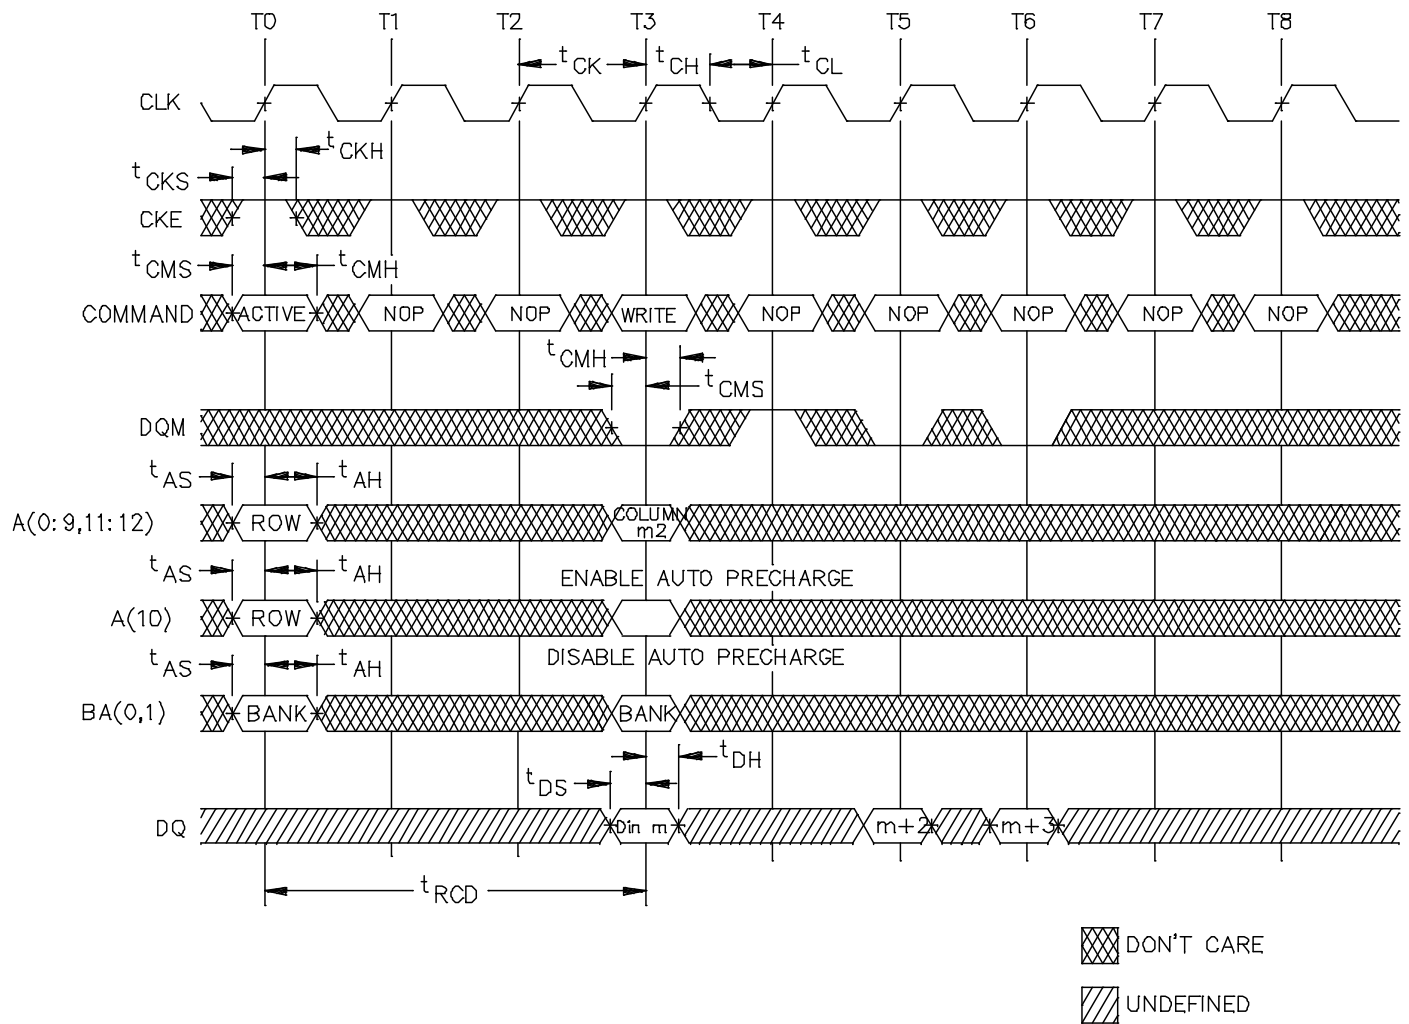 T0 T1 T2 T3 T4 T5 T6 T7 T8
tCK tCH tCL
CLK
tCKH
tCKS
CKE
tCMS tCMH
COMMAND ACTIVE NOP NOP WRITE NOP NOP NOP NOP NOP
tCMH
tCMS
DQM
tAS tAH
A(0:9,11:12) ROW COLUMN
m2
tAS tAH ENABLE AUTO PRECHARGE
A(10) ROW
tAS tAH DISABLE AUTO PRECHARGE
BA(0,1) BANK BANK
tDH
tDS
DQ Din m m+2 m+3
tRCD
DON'T CARE
UNDEFINED